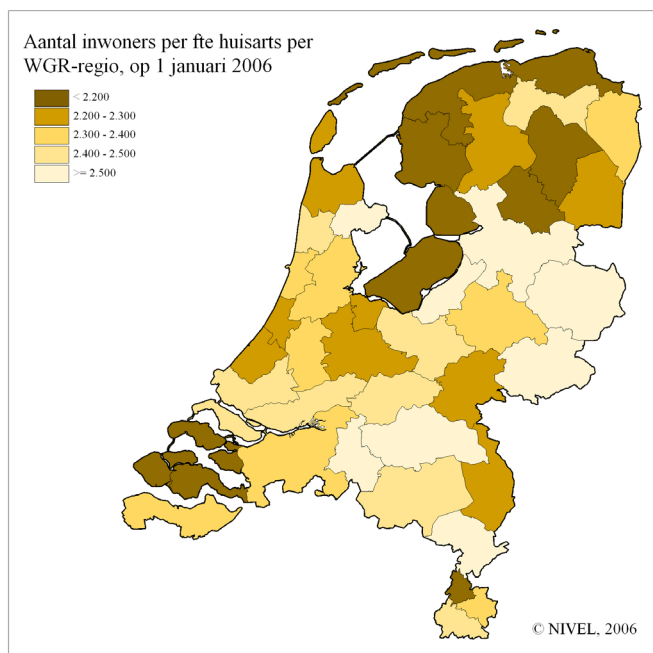 Aantal inwoners per fte huisarts per
WGR-regio, op 1 januari 2006
< 2.200
2.200 - 2.300
2.300 - 2.400
2.400 - 2.500
>= 2.500
© NIVEL, 2006